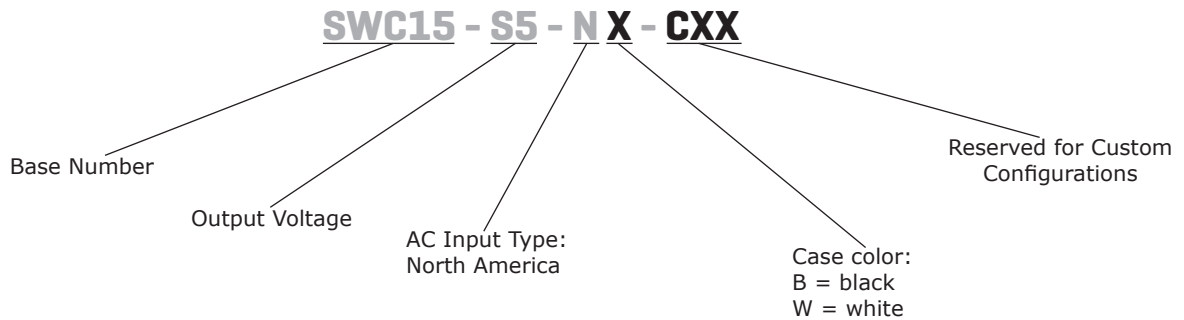 SWC15 - S5 - N X - CXX
Base Number
Output Voltage
AC Input Type:
North America
Case color:
B = black
W = white
Reserved for Custom
Configurations